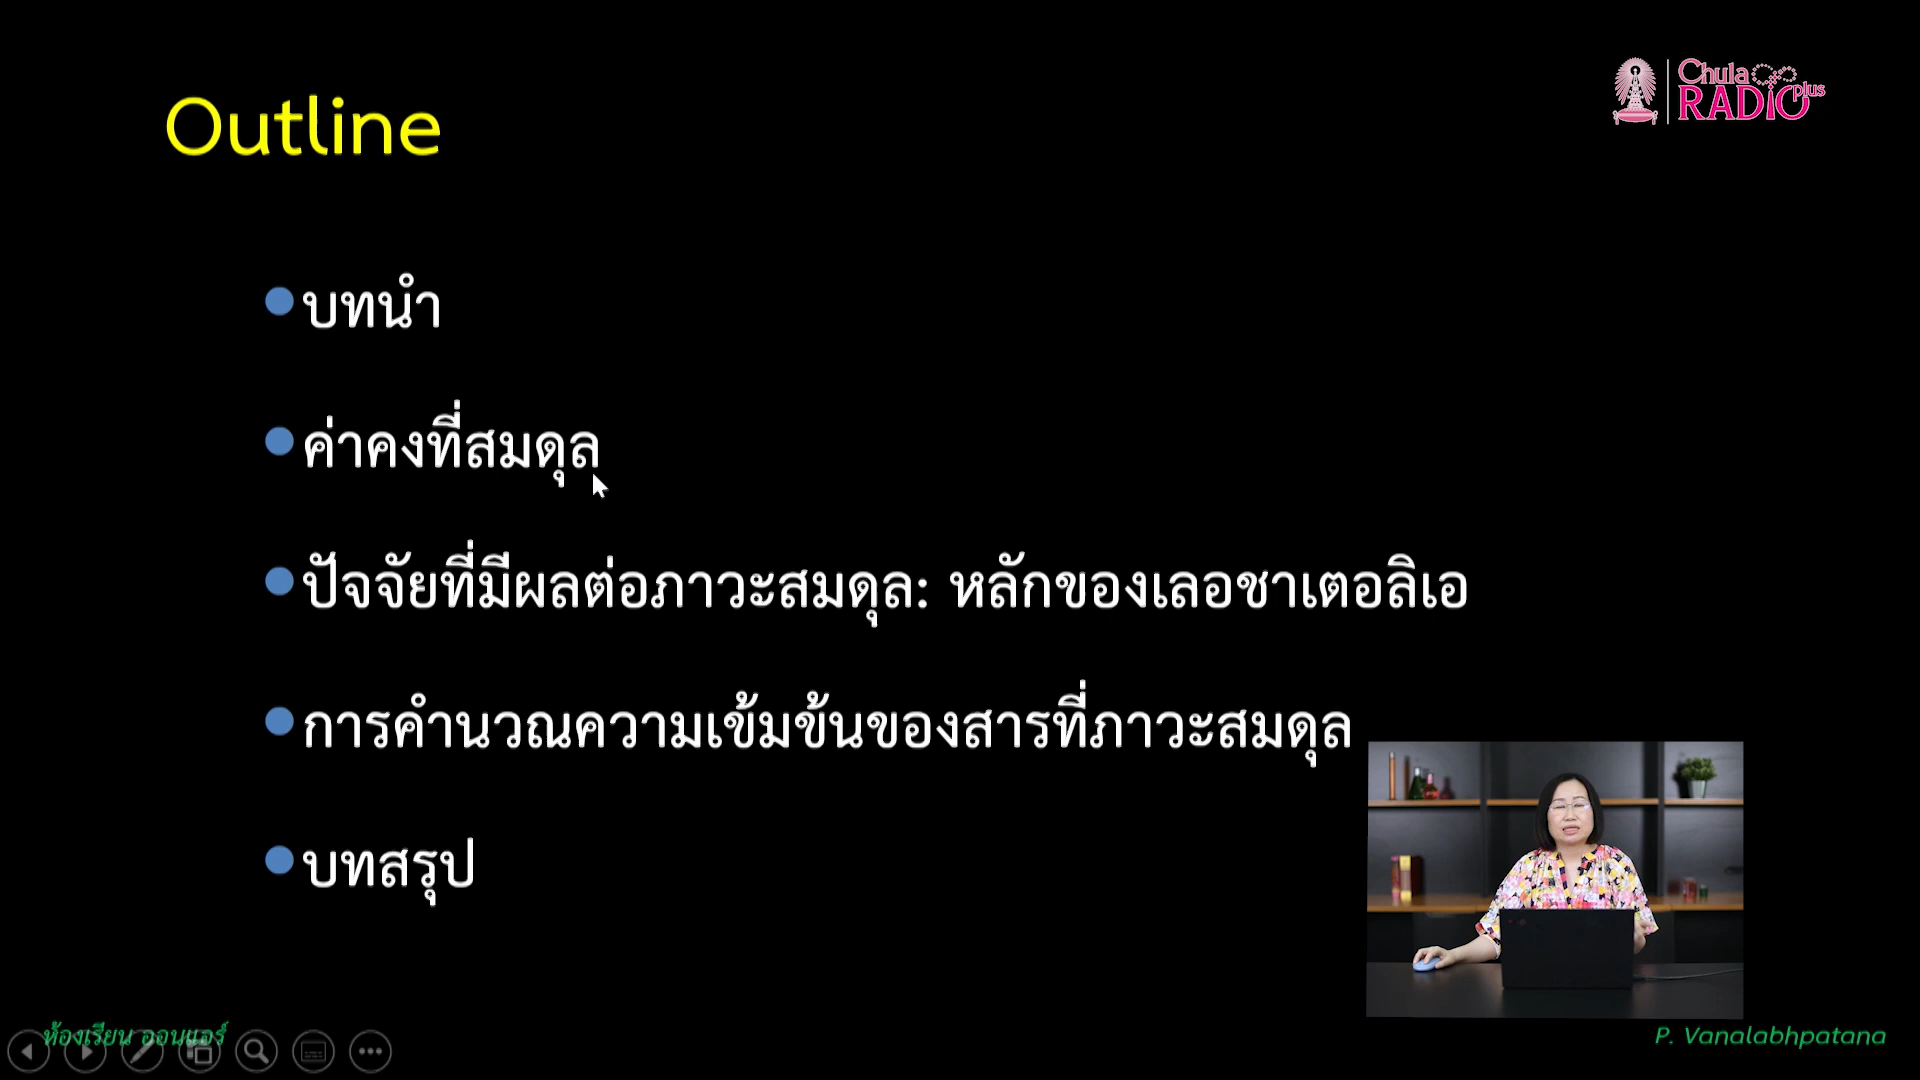 Chula
RADIO plus
Outline
บทนำ
ค่าคงที่สมดุล
ปัจจัยที่มีผลต่อภาวะสมดุล: หลักของเลอชาเตอลิเอ
การคำนวณความเข้มข้นของสารที่ภาวะสมดุล
บทสรุป
ห้องเรียน ออนแอร์
P. Vanalabhpatana